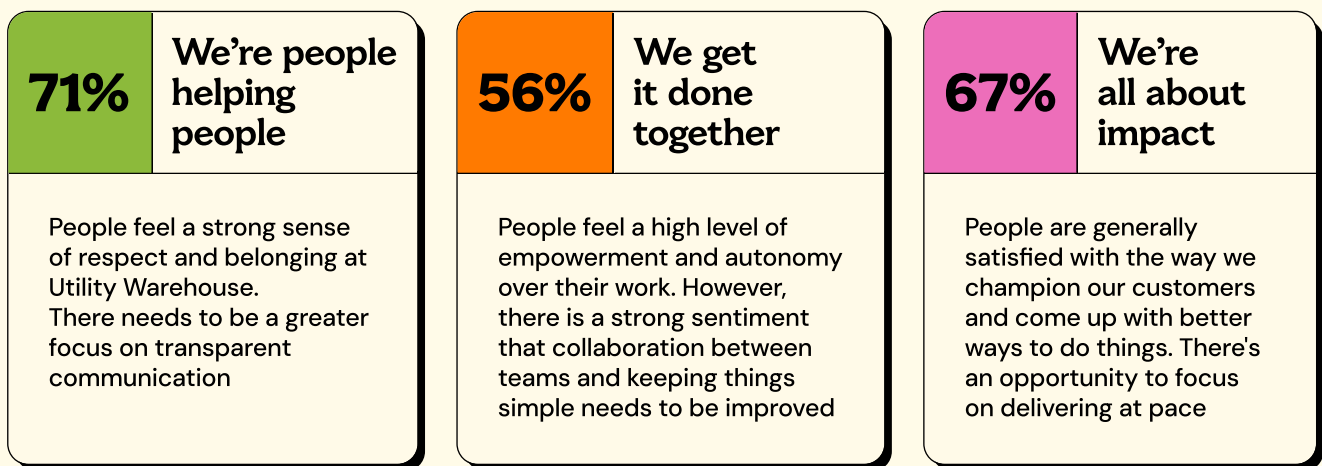 71%
We’re people
helping
people
People feel a strong sense
of respect and belonging at
Utility Warehouse.
There needs to be a greater
focus on transparent
communication
56%
We get
it done
together
People feel a high level of
empowerment and autonomy
over their work. However,
there is a strong sentiment
that collaboration between
teams and keeping things
simple needs to be improved
67%
We’re
all about
impact
People are generally
satisfied with the way we
champion our customers
and come up with better
ways to do things. There's
an opportunity to focus
on delivering at pace